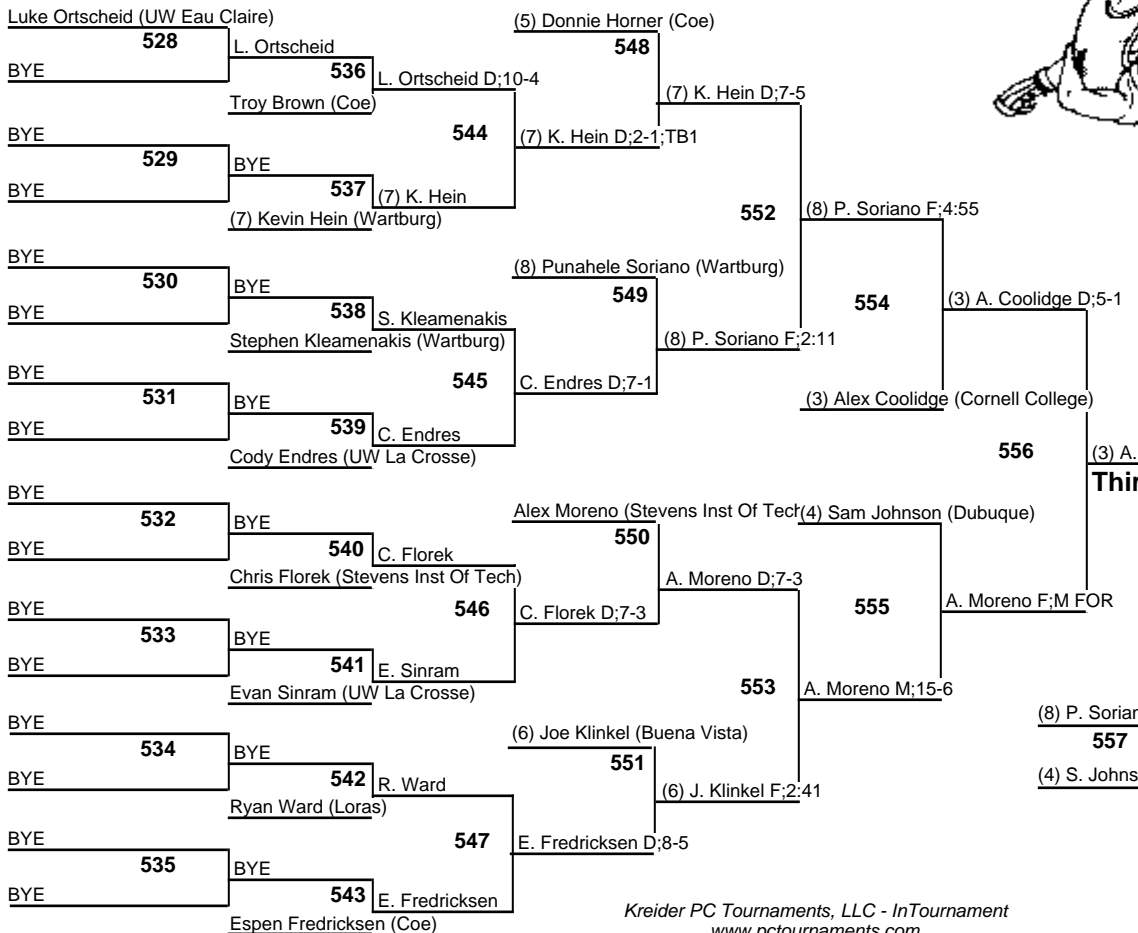 Luke Ortscheid (UW Eau Claire)
528
BYE
L. Ortscheid
536
Troy Brown (Coe)
L. Ortscheid D;10-4
BYE
529
BYE
BYE
537
(7) Kevin Hein (Wartburg)
(7) K. Hein
544
(7) K. Hein D;2-1;TB1
(5) Donnie Horner (Coe)
548
(7) K. Hein D;7-5
BYE
530
BYE
BYE
538
Stephen Kleamenakis (Wartburg)
S. Kleamenakis
BYE
531
BYE
BYE
539
Cody Endres (UW La Crosse)
C. Endres
545
C. Endres D;7-1
(8) Punahele Soriano (Wartburg)
549
(8) P. Soriano F;2:11
552
(8) P. Soriano F;4:55
554
(3) Alex Coolidge (Cornell College)
(3) A. Coolidge D;5-1
BYE
532
BYE
BYE
540
Chris Florek (Stevens Inst Of Tech)
C. Florek
BYE
533
BYE
BYE
541
Evan Sinram (UW La Crosse)
E. Sinram
546
C. Florek D;7-3
Alex Moreno (Stevens Inst Of Tech
550
A. Moreno D;7-3
BYE
534
BYE
BYE
542
Ryan Ward (Loras)
R. Ward
BYE
535
BYE
BYE
543
Espen Fredricksen (Coe)
E. Fredricksen
547
E. Fredricksen D;8-5
(6) Joe Klinkel (Buena Vista)
551
(6) J. Klinkel F;2:41
553
A. Moreno M;15-6
(4) Sam Johnson (Dubuque)
555
A. Moreno F;M FOR
556
(3) A.
(8) P.
557
(4) S.
Kreider PC Tournaments, LLC - InTournament
www.pctournaments.com